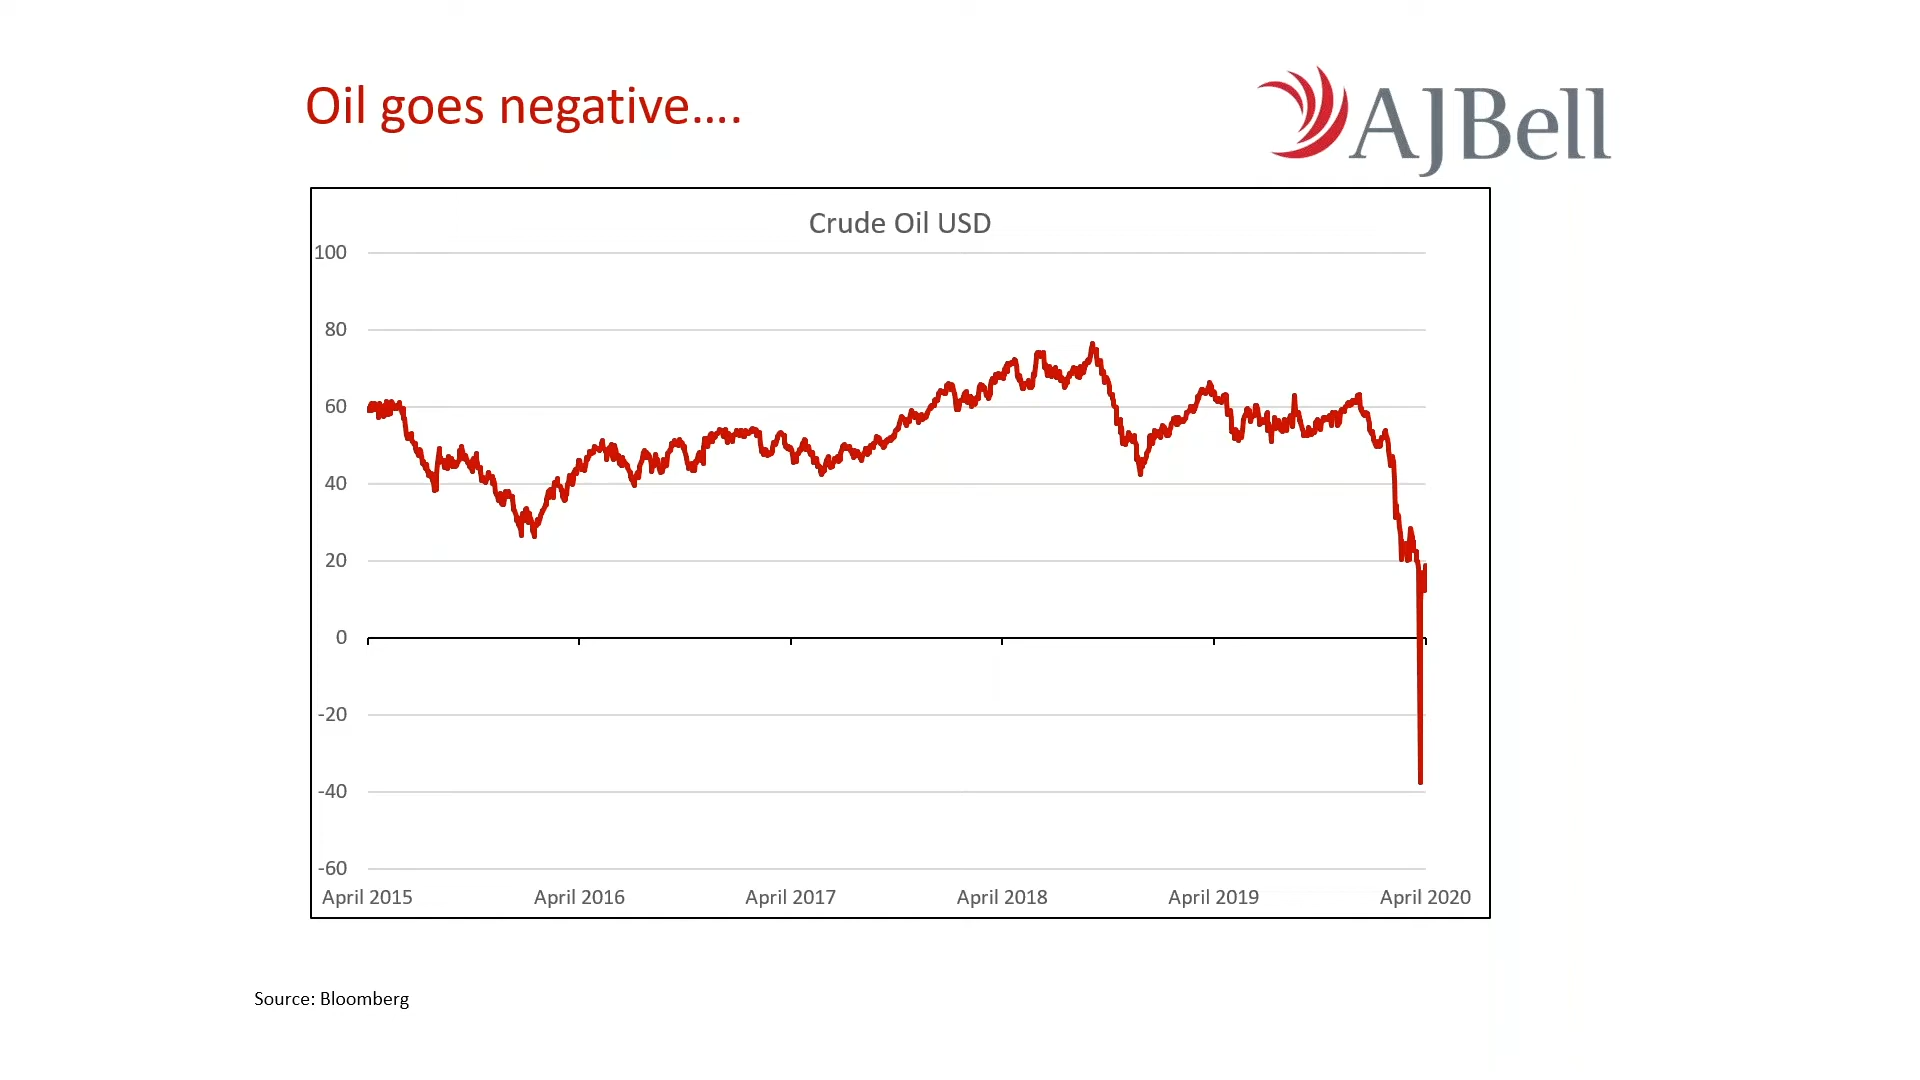 Oil goes negative....
AJBell
Crude Oil USD
100
80
60
40
20
0
-20
-40
-60
April 2015 April 2016 April 2017 April 2018 April 2019 April 2020
Source: Bloomberg